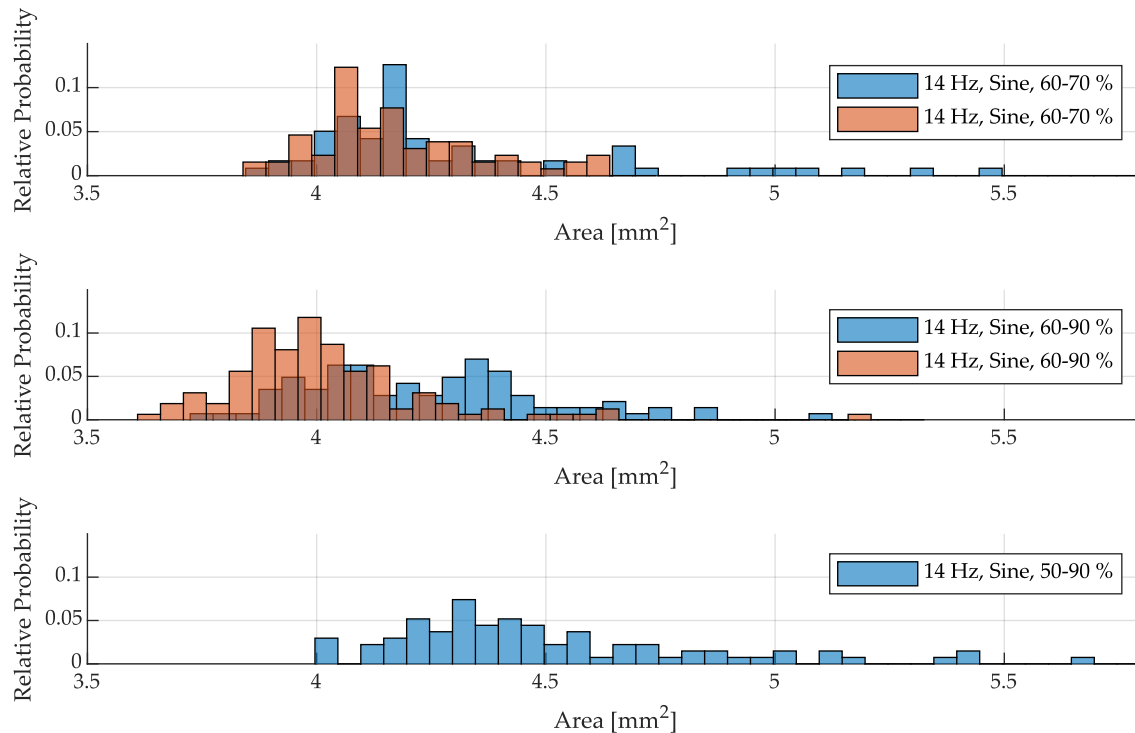 Relative Probability
0.1
0.05
0
14 Hz, Sine, 60-70 %
14 Hz, Sine, 60-70 %
3.5 4 4.5 5 5.5
Area [mm2]
Relative Probability
0.1
0.05
0
14 Hz, Sine, 60-90 %
14 Hz, Sine, 60-90 %
3.5 4 4.5 5 5.5
Area [mm2]
Relative Probability
0.1
0.05
0
14 Hz, Sine, 50-90 %
3.5 4 4.5 5 5.5
Area [mm2]